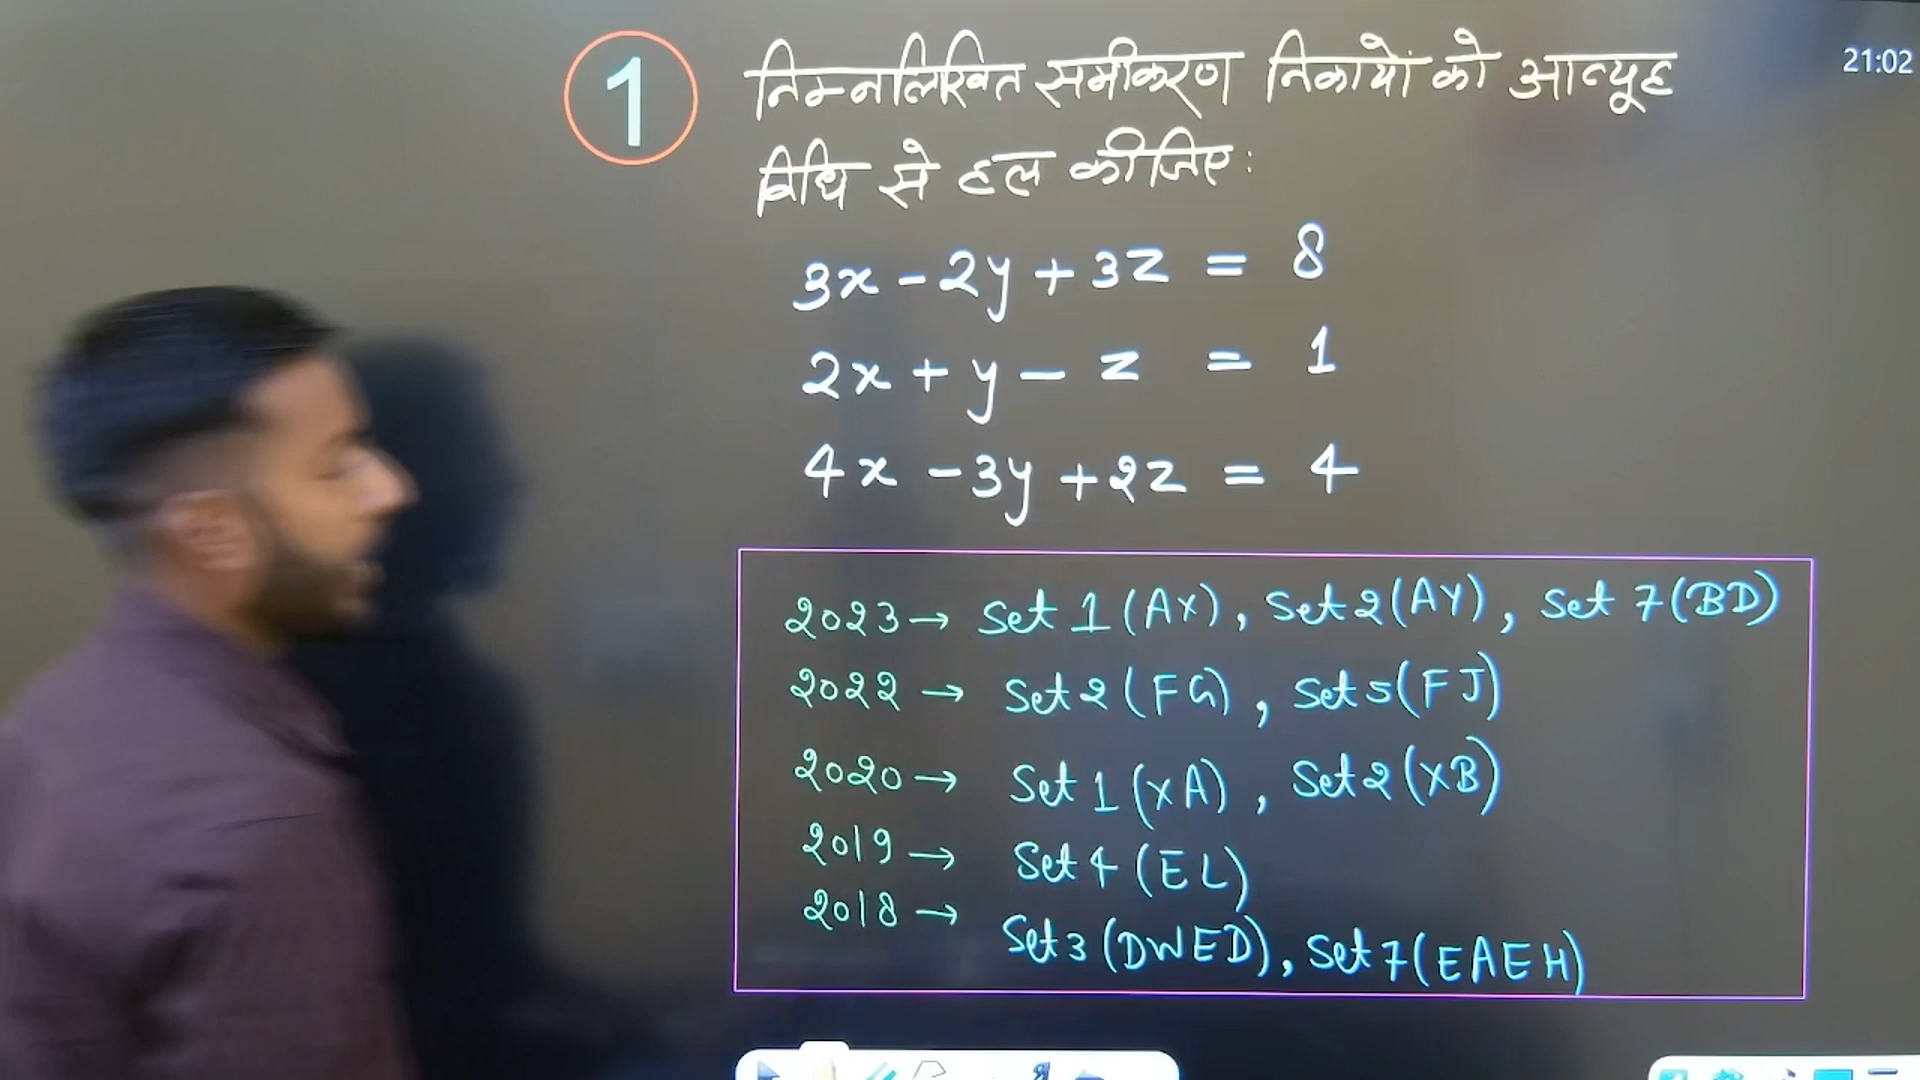 1
निम्नलिखित समीकरण निकायों को आव्यूह
21:02
विधि से हल कीजिए:
3x - 2y + 3z = 8
2x + y - z = 1
4x - 3y + 2z = 4
2023 → Set 1 (AX), Set 2 (AY), Set 7 (BD)
2022 → Set 2 (FG), Set 5 (FJ)
2020 → Set 1 (XA), Set 2 (XB)
2019 → Set 4 (EL)
2018 → Set 3 (DWED), Set 7 (EAEH)